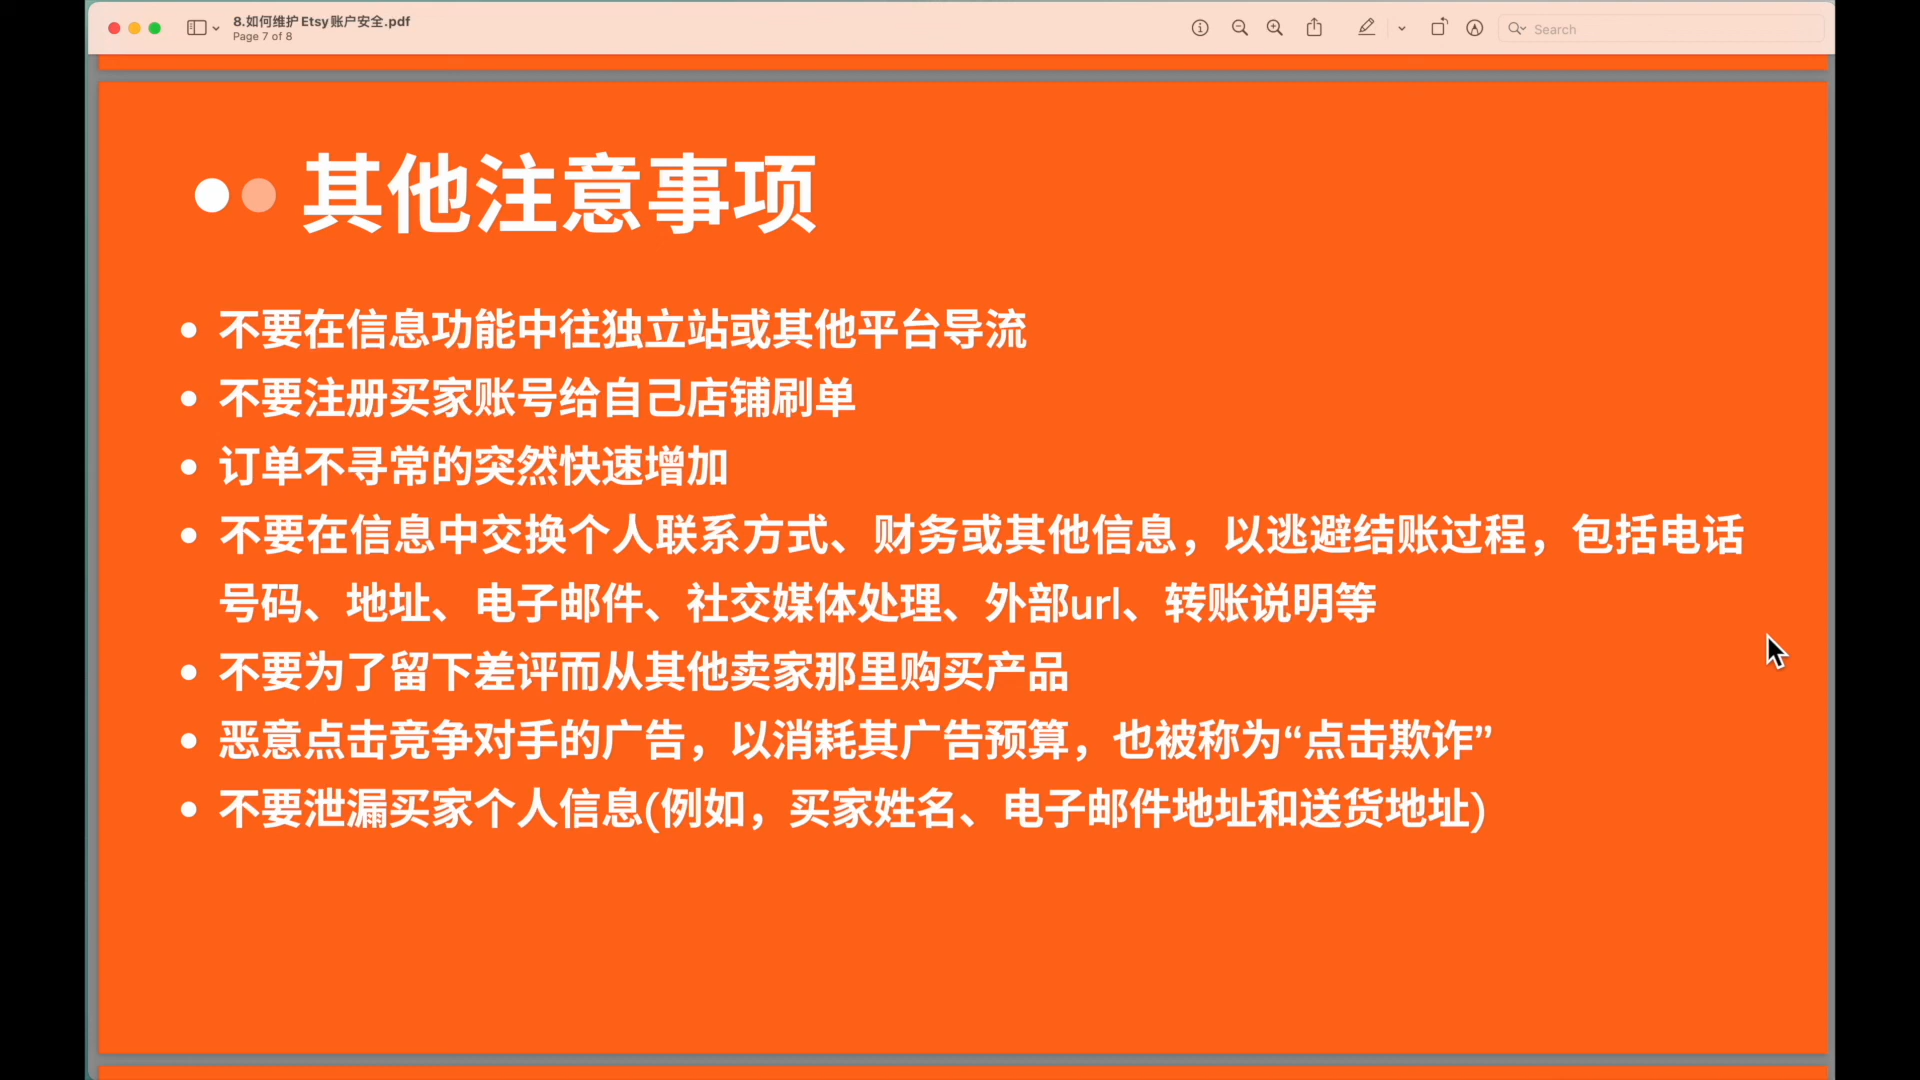 8.如何维护Etsy账户安全.pdf
Page 7 of 8
Search
其他注意事项
不要在信息功能中往独立站或其他平台导流
不要注册买家账号给自己店铺刷单
订单不寻常的突然快速增加
不要在信息中交换个人联系方式、财务或其他信息，以逃避结账过程，包括电话
号码、地址、电子邮件、社交媒体处理、外部url、转账说明等
不要为了留下差评而从其他卖家那里购买产品
恶意点击竞争对手的广告，以消耗其广告预算，也被称为“点击欺诈”
不要泄漏买家个人信息(例如，买家姓名、电子邮件地址和送货地址)